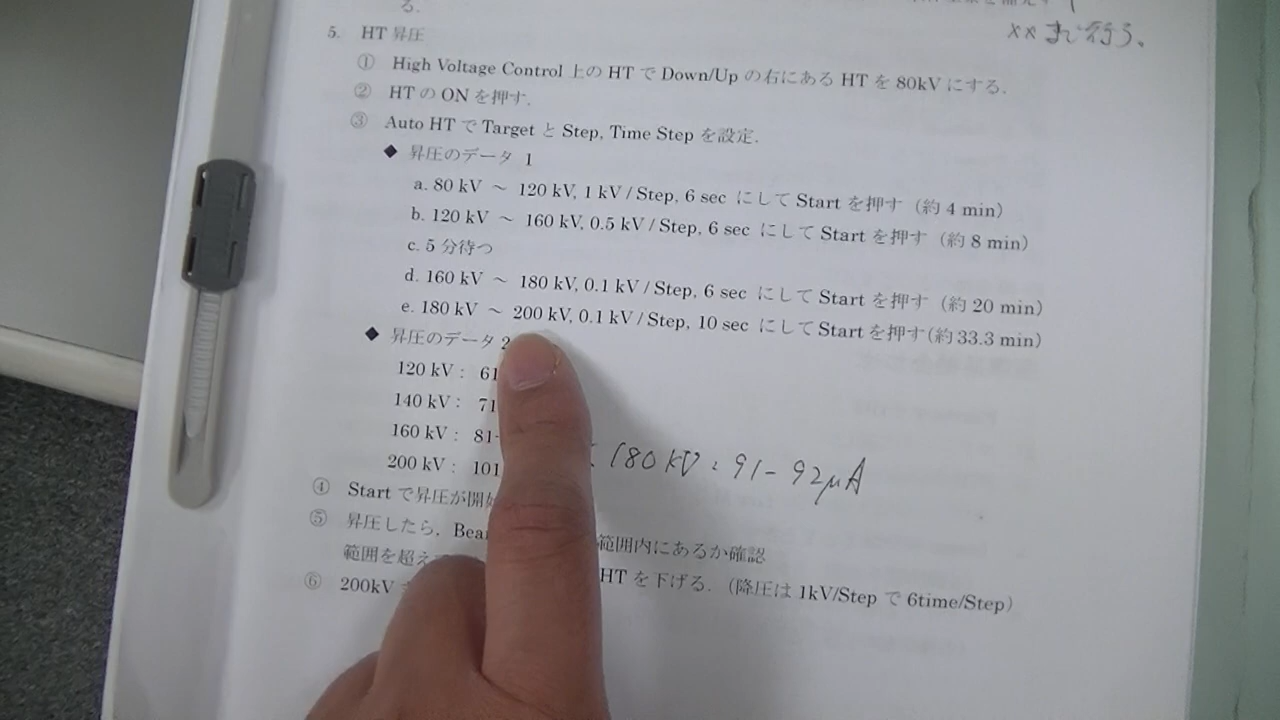 る.
xx まで行う。
5. HT 昇圧
① High Voltage Control 上の HT で Down/Up の右にある HT を 80kV にする.
② HT の ON を押す.
③ Auto HT で Target と Step, Time Step を設定.
◆ 昇圧のデータ 1
a. 80 kV ～ 120 kV, 1 kV / Step, 6 sec にして Start を押す (約 4 min)
b. 120 kV ～ 160 kV, 0.5 kV / Step, 6 sec にして Start を押す (約 8 min)
c. 5 分待つ
d. 160 kV ～ 180 kV, 0.1 kV / Step, 6 sec にして Start を押す (約 20 min)
e. 180 kV ～ 200 kV, 0.1 kV / Step, 10 sec にして Start を押す(約 33.3 min)
◆ 昇圧のデータ 2
120 kV : 61
140 kV : 71
160 kV : 81-
200 kV : 101
180 kV : 91-92μA
④ Start で昇圧が開始
⑤ 昇圧したら, 範囲内にあるか確認
範囲を超え
⑥ 200kV HT を下げる. (降圧は 1kV/Step で 6time/Step)